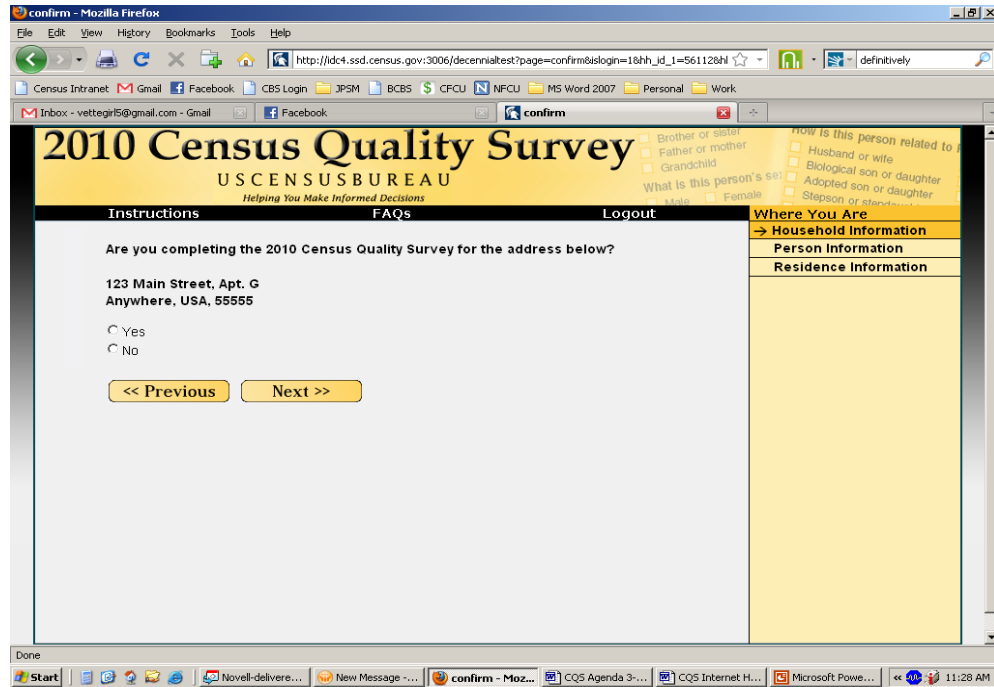 confirm - Mozilla Firefox
File Edit View History Bookmarks Tools Help
http://idc4.ssd.census.gov:3006/decennialtest?page=confirm&islogin=1&hh_id_1=561128&hl
definitively
Census Intranet Gmail Facebook CBS Login JPSM BCBS CFCU NFCU MS Word 2007 Personal Work
Inbox - vettegirl5@gmail.com - Gmail Facebook confirm
2010 Census Quality Survey
USCENSUSBUREAU
Helping You Make Informed Decisions
Brother or sister
Father or mother
Grandchild
What is this person's sex
Male Female
How is this person related to
Husband or wife
Biological son or daughter
Adopted son or daughter
Stepson or
Instructions FAQs Logout
Where You Are
→ Household Information
Person Information
Residence Information
Are you completing the 2010 Census Quality Survey for the address below?
123 Main Street, Apt. G
Anywhere, USA, 55555
Yes
No
<< Previous Next >>
Done
Start Novell-delivere... New Message -... confirm - Moz... CQS Agenda 3-... CQS Internet H... Microsoft Powe... « 11:28 AM